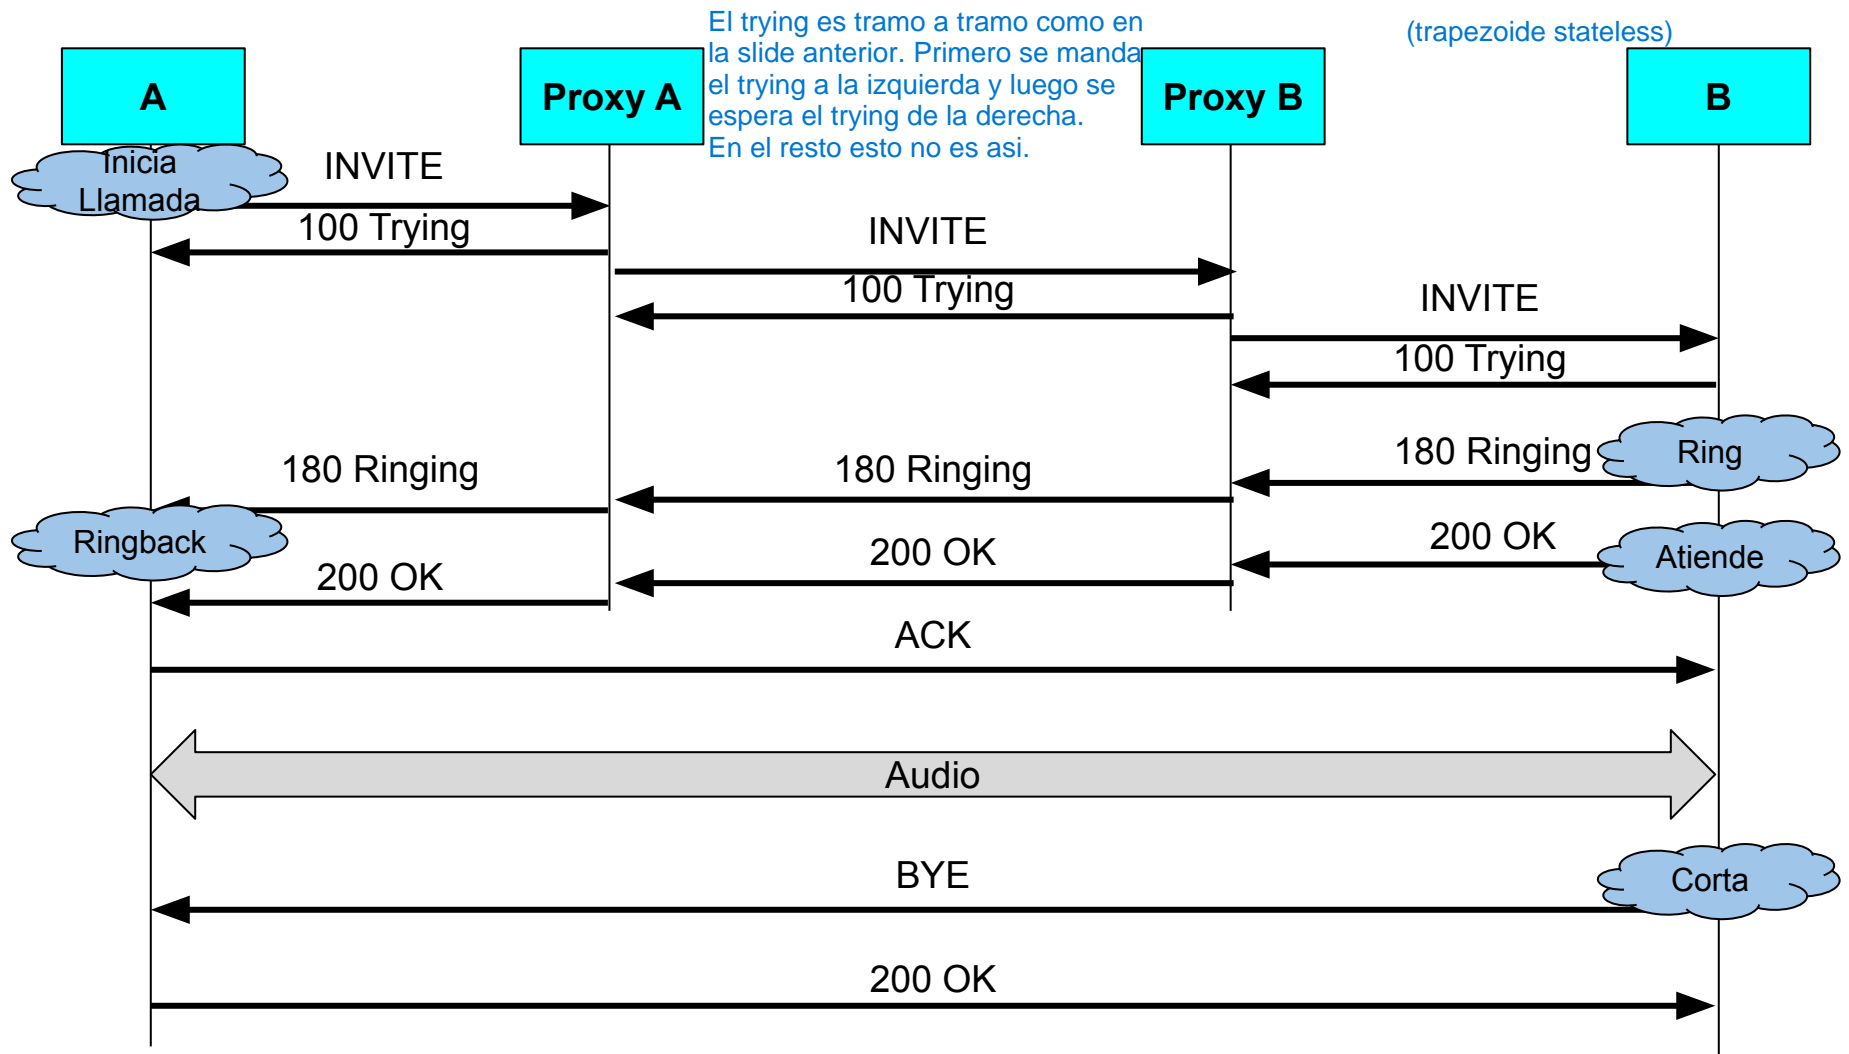 El trying es tramo a tramo como en
la slide anterior. Primero se manda
el trying a la izquierda y luego se
espera el trying de la derecha.
En el resto esto no es asi.
(trapezoide stateless)
A
Proxy A
Proxy B
B
Inicia
Llamada
INVITE
100 Trying
INVITE
100 Trying
INVITE
100 Trying
180 Ringing
Ring
180 Ringing
180 Ringing
Ringback
200 OK
Atiende
200 OK
200 OK
ACK
Audio
BYE
Corta
200 OK